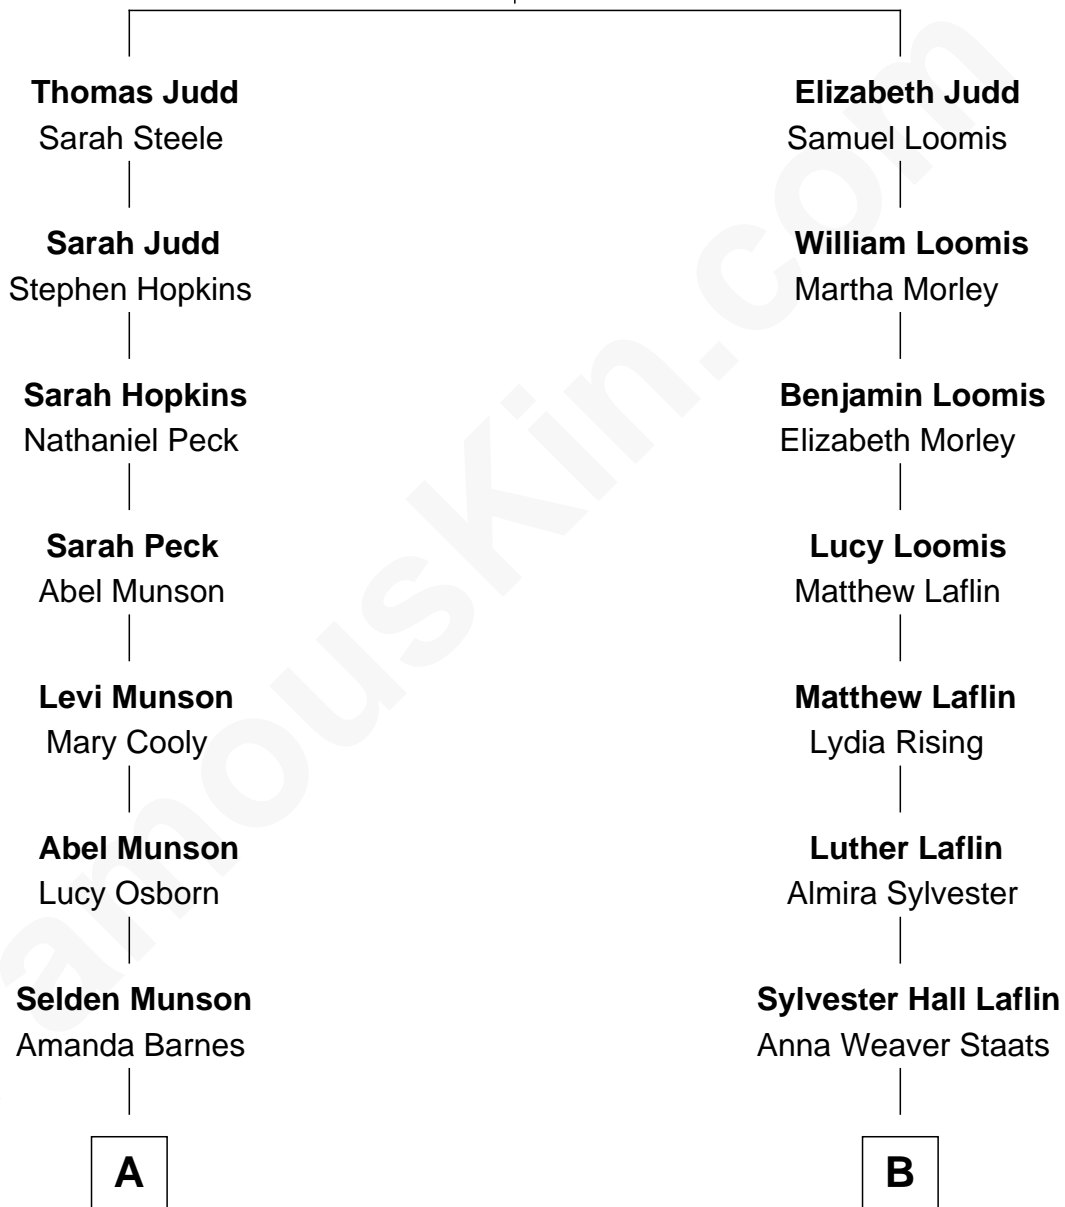 Thomas Judd
Sarah Steele
Sarah Judd
Stephen Hopkins
Sarah Hopkins
Nathaniel Peck
Sarah Peck
Abel Munson
Levi Munson
Mary Cooly
Abel Munson
Lucy Osborn
Selden Munson
Amanda Barnes
A
Elizabeth Judd
Samuel Loomis
William Loomis
Martha Morley
Benjamin Loomis
Elizabeth Morley
Lucy Loomis
Matthew Laflin
Matthew Laflin
Lydia Rising
Luther Laflin
Almira Sylvester
Sylvester Hall Laflin
Anna Weaver Staats
B
amouskin.com